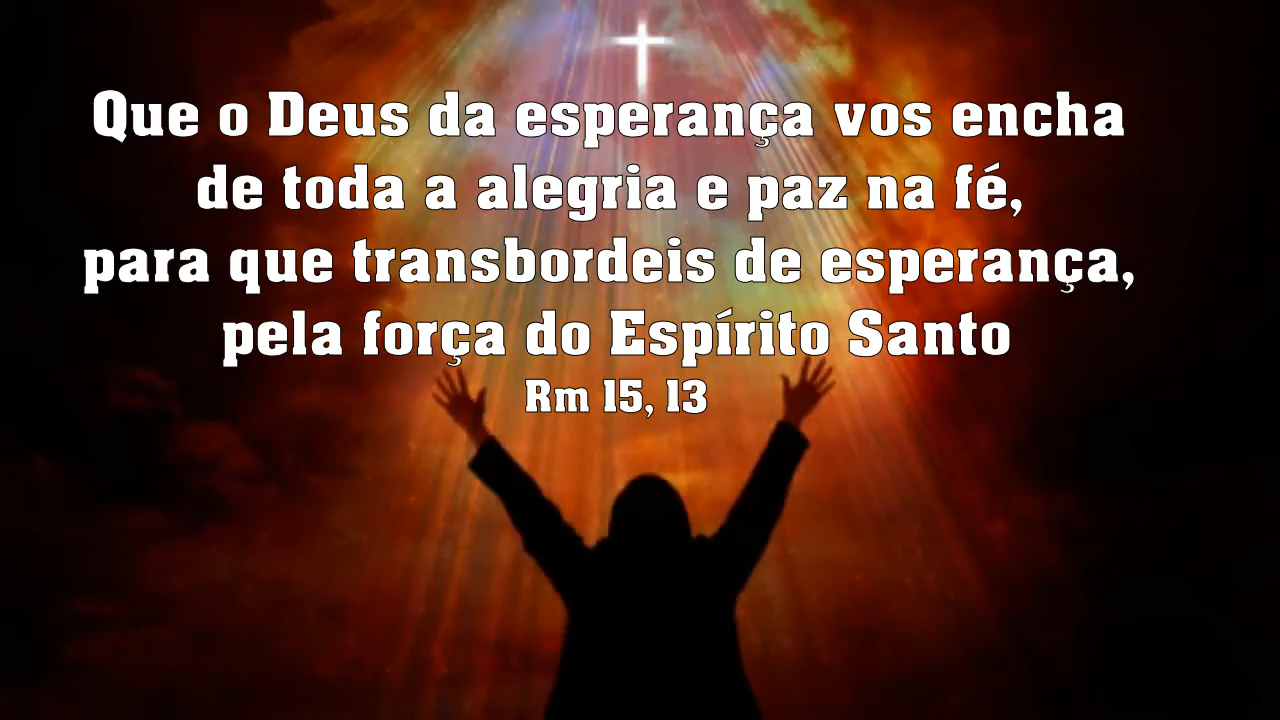 Que o Deus da esperança vos encha
de toda a alegria e paz na fé,
para que transbordeis de esperança,
pela força do Espírito Santo
Rm 15, 13